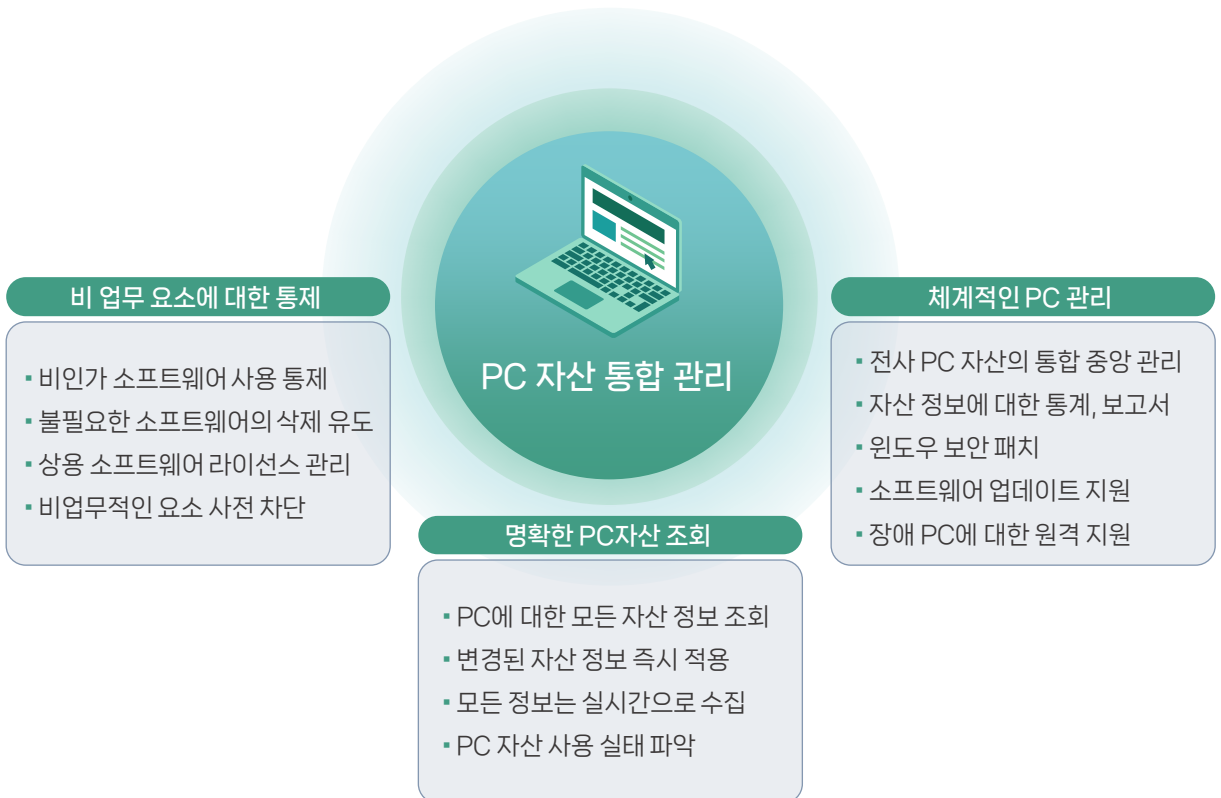 PC 자산 통합 관리
비 업무 요소에 대한 통제
▪ 비인가 소프트웨어 사용 통제
▪ 불필요한 소프트웨어의 삭제 유도
▪ 상용 소프트웨어 라이선스 관리
▪ 비업무적인 요소 사전 차단
명확한 PC자산 조회
▪ PC에 대한 모든 자산 정보 조회
▪ 변경된 자산 정보 즉시 적용
▪ 모든 정보는 실시간으로 수집
▪ PC 자산 사용 실태 파악
체계적인 PC 관리
▪ 전사 PC 자산의 통합 중앙 관리
▪ 자산 정보에 대한 통계, 보고서
▪ 윈도우 보안 패치
▪ 소프트웨어 업데이트 지원
▪ 장애 PC에 대한 원격 지원